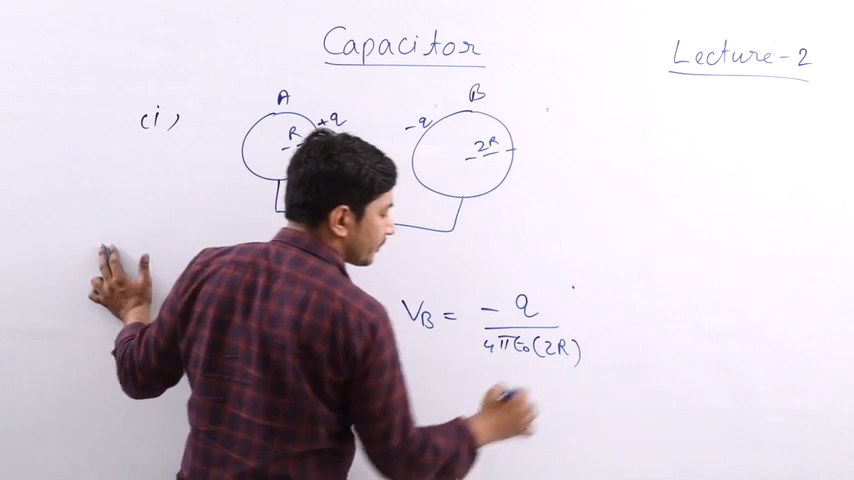 Capacitor
Lecture-2
(i)
A
B
+q
-q
R
2R
V_B = -q / 4πε₀(2R)